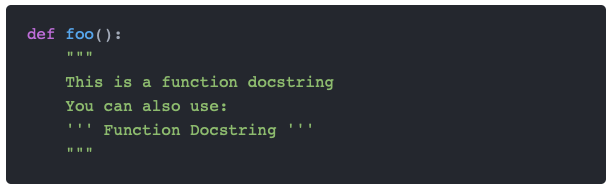 def foo():
    """
    This is a function docstring
    You can also use:
    ''' Function Docstring '''
    """